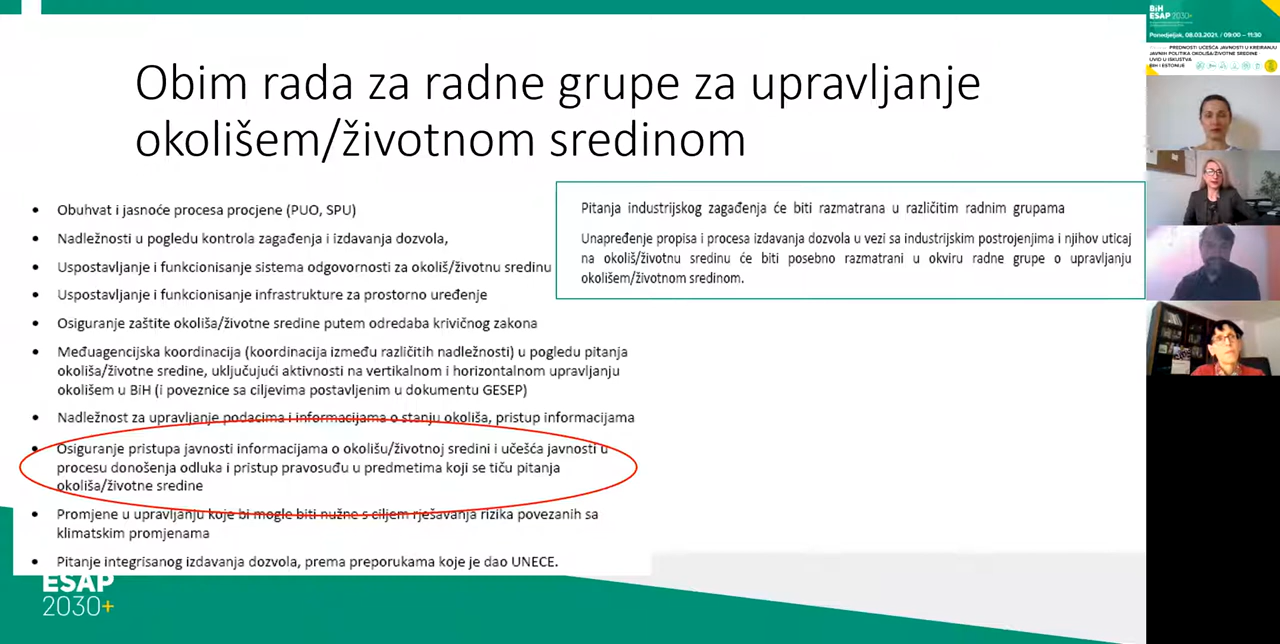 Obim rada za radne grupe za upravljanje
okolišem/životnom sredinom
Obuhvat i jasnoće procesa procjene (PUO, SPU)
Nadležnosti u pogledu kontrola zagađenja i izdavanja dozvola,
Uspostavljanje i funkcionisanje sistema odgovornosti za okoliš/životnu sredinu
Uspostavljanje i funkcionisanje infrastrukture za prostorno uređenje
Osiguranje zaštite okoliša/životne sredine putem odredaba krivičnog zakona
Međuagencijska koordinacija (koordinacija između različitih nadležnosti) u pogledu pitanja
okoliša/životne sredine, uključujući aktivnosti na vertikalnom i horizontalnom upravljanju
okolišem u BiH (i poveznice sa ciljevima postavljenim u dokumentu GESEP)
Nadležnost za upravljanje podacima i informacijama o stanju okoliša, pristup informacijama
Osiguranje pristupa javnosti informacijama o okolišu/životnoj sredini i učešća javnosti u
procesu donošenja odluka i pristup pravosuđu u predmetima koji se tiču pitanja
okoliša/životne sredine
Promjene u upravljanju koje bi mogle biti nužne s ciljem rješavanja rizika povezanih sa
klimatskim promjenama
Pitanje integrisanog izdavanja dozvola, prema preporukama koje je dao UNECE.
Pitanja industrijskog zagađenja će biti razmatrana u različitim radnim grupama
Unapređenje propisa i procesa izdavanja dozvola u vezi sa industrijskim postrojenjima i njihov uticaj
na okoliš/životnu sredinu će biti posebno razmatrani u okviru radne grupe o upravljanju
okolišem/životnom sredinom.
ESAP
2030+
BiH
ESAP 2030+
Ponedjeljak, 08.03.2021. / 09:00 – 11:30
PREDNOSTI UČEŠĆA JAVNOSTI U KREIRANJU
JAVNIH POLITIKA OKOLIŠA/ŽIVOTNE SREDINE
UVID U ISKUSTVA
BIH I ESTONIJE